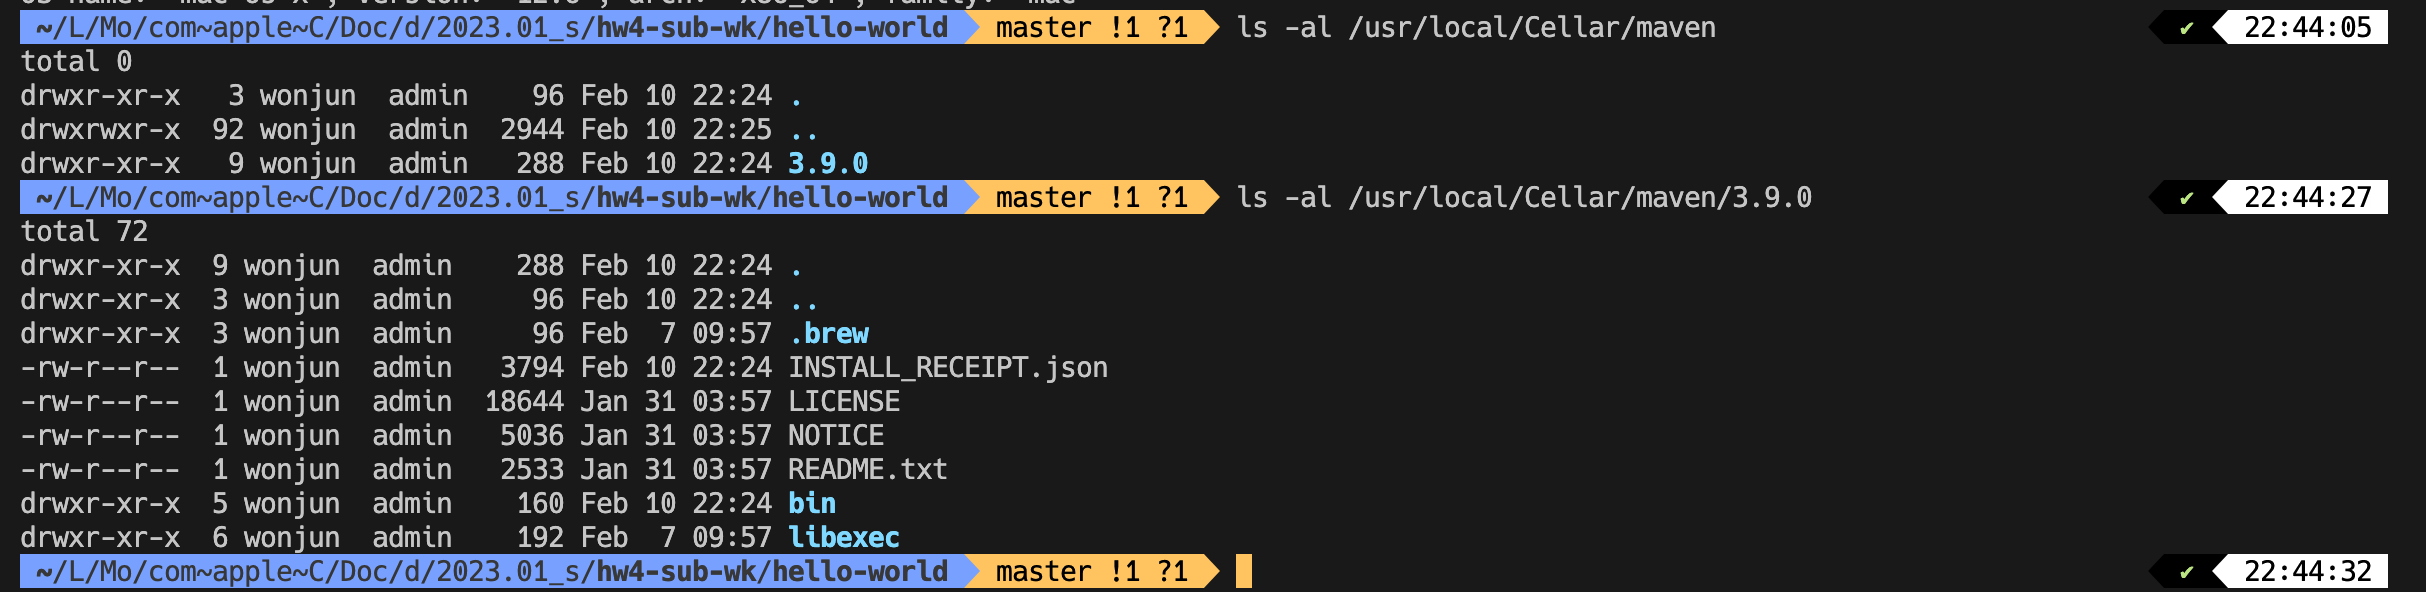 ~/L/Mo/com~apple~C/Doc/d/2023.01_s/hw4-sub-wk/hello-world master !1 ?1 ls -al /usr/local/Cellar/maven ✔ 22:44:05
total 0
drwxr-xr-x   3 wonjun  admin    96 Feb 10 22:24 .
drwxrwxr-x  92 wonjun  admin  2944 Feb 10 22:25 ..
drwxr-xr-x   9 wonjun  admin   288 Feb 10 22:24 3.9.0
~/L/Mo/com~apple~C/Doc/d/2023.01_s/hw4-sub-wk/hello-world master !1 ?1 ls -al /usr/local/Cellar/maven/3.9.0 ✔ 22:44:27
total 72
drwxr-xr-x  9 wonjun  admin    288 Feb 10 22:24 .
drwxr-xr-x  3 wonjun  admin     96 Feb 10 22:24 ..
drwxr-xr-x  3 wonjun  admin     96 Feb  7 09:57 .brew
-rw-r--r--  1 wonjun  admin   3794 Feb 10 22:24 INSTALL_RECEIPT.json
-rw-r--r--  1 wonjun  admin  18644 Jan 31 03:57 LICENSE
-rw-r--r--  1 wonjun  admin   5036 Jan 31 03:57 NOTICE
-rw-r--r--  1 wonjun  admin   2533 Jan 31 03:57 README.txt
drwxr-xr-x  5 wonjun  admin    160 Feb 10 22:24 bin
drwxr-xr-x  6 wonjun  admin    192 Feb  7 09:57 libexec
~/L/Mo/com~apple~C/Doc/d/2023.01_s/hw4-sub-wk/hello-world master !1 ?1 ✔ 22:44:32